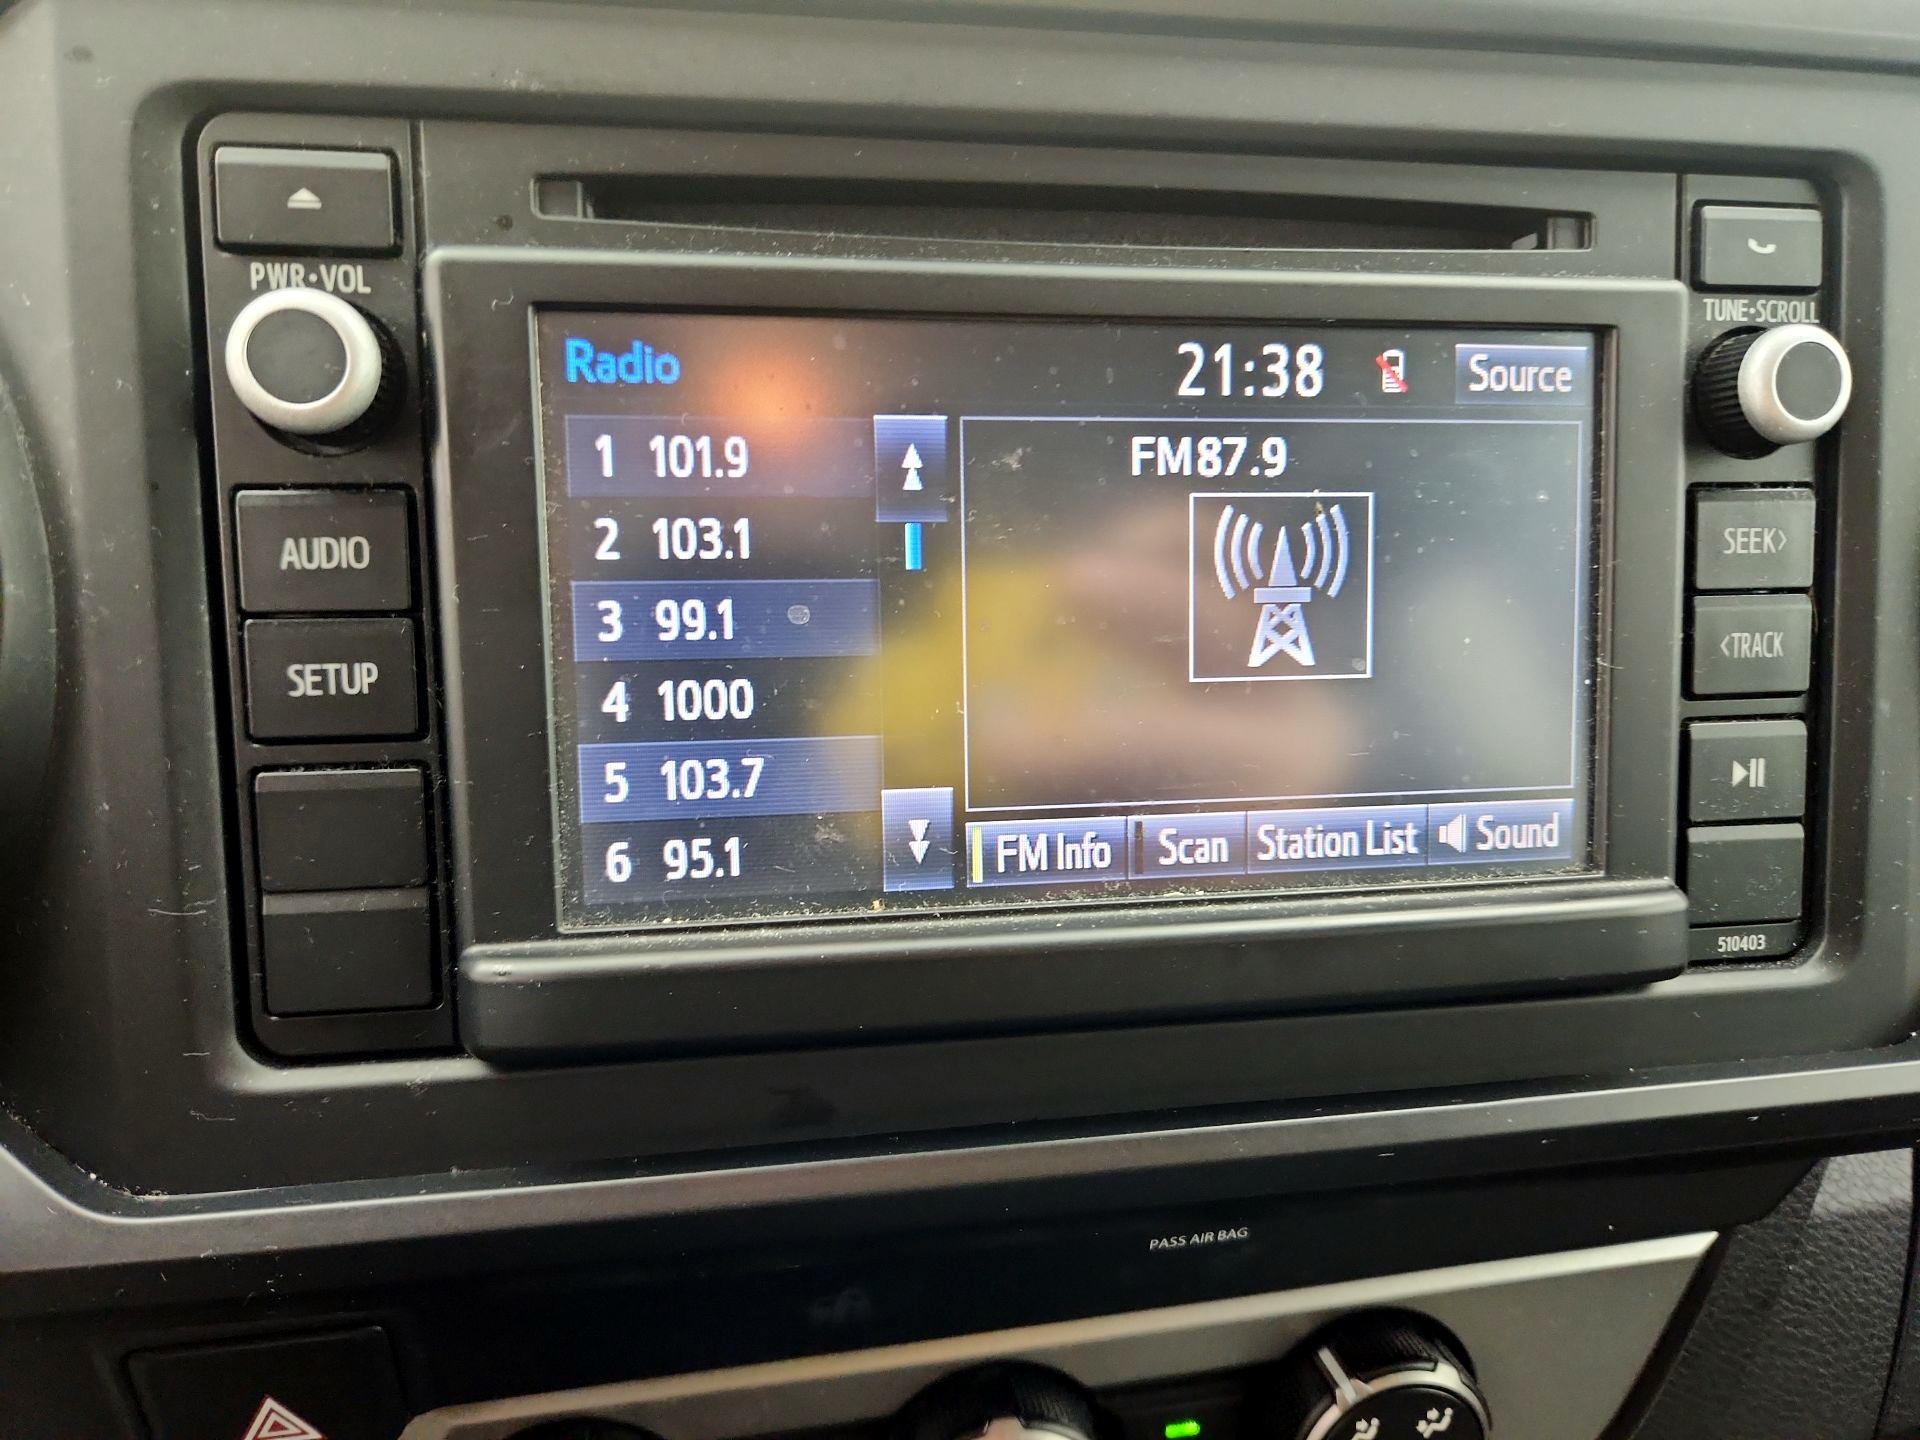 PWR•VOL
TUNE•SCROLL
Radio
21:38
Source
1 101.9
2 103.1
3 99.1
4 1000
5 103.7
6 95.1
FM87.9
FM Info
Scan
Station List
Sound
AUDIO
SETUP
SEEK>
<TRACK
510403
PASS AIR BAG